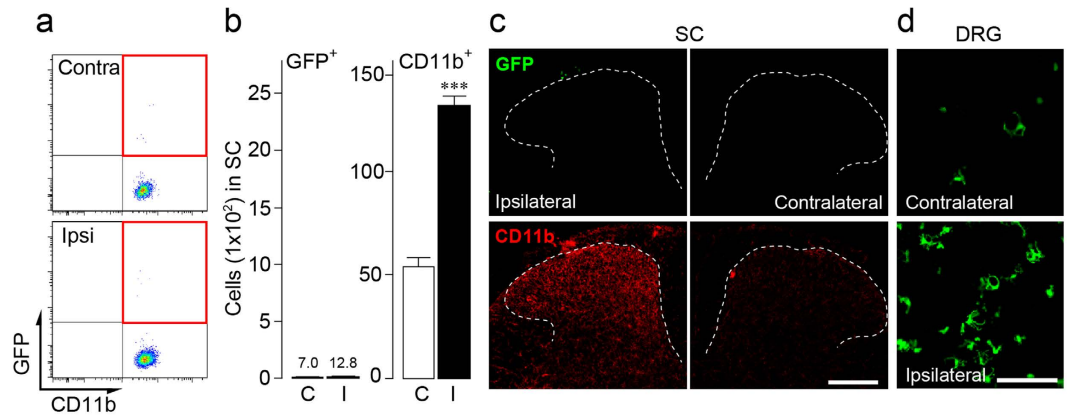 a
Contra
Ipsi
GFP
CD11b
b
Cells (1x10²) in SC
GFP⁺
25
20
15
10
5
0
7.0 12.8
C I
CD11b⁺
150
100
50
0
***
C I
c
SC
GFP
Ipsilateral
Contralateral
CD11b
d
DRG
Contralateral
Ipsilateral